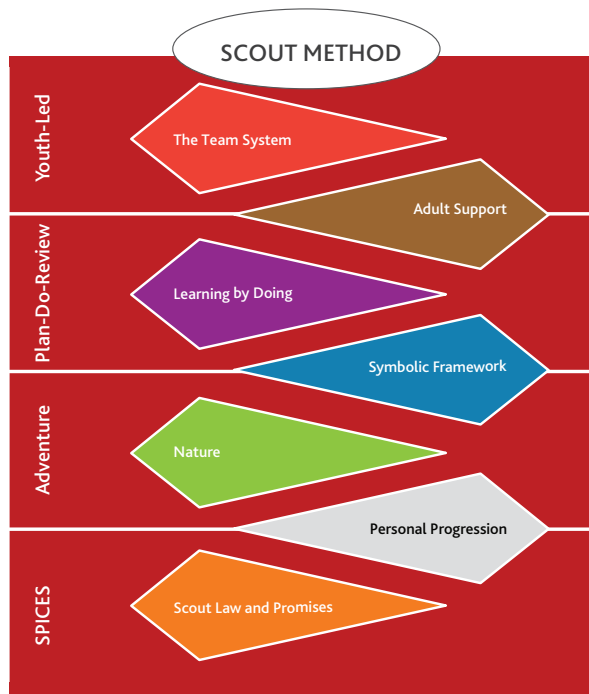 SCOUT METHOD
Youth-Led
The Team System
Adult Support
Plan-Do-Review
Learning by Doing
Symbolic Framework
Adventure
Nature
Personal Progression
SPICES
Scout Law and Promises